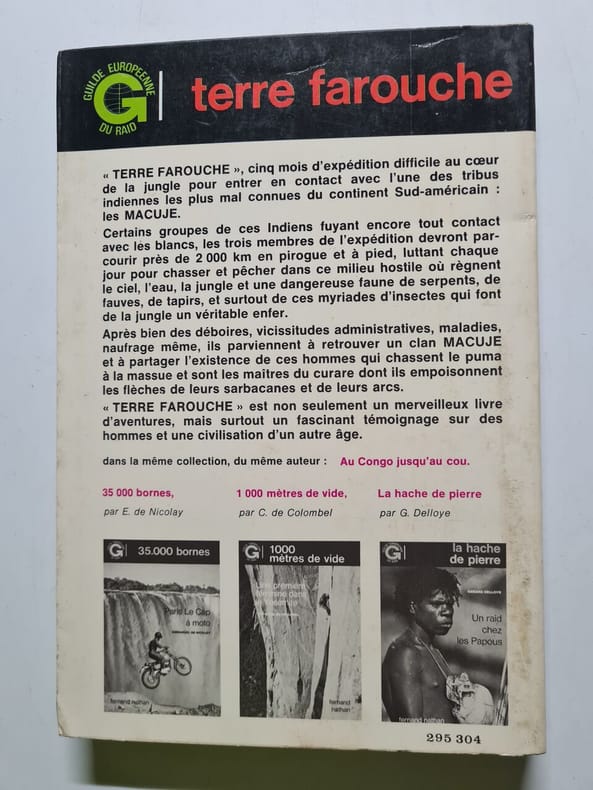 GUILDE EUROPEENNE
G
DU RAID
terre farouche
« TERRE FAROUCHE », cinq mois d'expédition difficile au cœur
de la jungle pour entrer en contact avec l'une des tribus
indiennes les plus mal connues du continent Sud-américain :
les MACUJE.
Certains groupes de ces Indiens fuyant encore tout contact
avec les blancs, les trois membres de l'expédition devront par-
courir près de 2 000 km en pirogue et à pied, luttant chaque
jour pour chasser et pêcher dans ce milieu hostile où règnent
le ciel, l'eau, la jungle et une dangereuse faune de serpents, de
fauves, de tapirs, et surtout de ces myriades d'insectes qui font
de la jungle un véritable enfer.
Après bien des déboires, vicissitudes administratives, maladies,
naufrage même, ils parviennent à retrouver un clan MACUJE
et à partager l'existence de ces hommes qui chassent le puma
à la massue et sont les maitres du curare dont ils empoisonnent
les flèches de leurs sarbacanes et de leurs arcs.
« TERRE FAROUCHE » est non seulement un merveilleux livre
d'aventures, mais surtout un fascinant témoignage sur des
hommes et une civilisation d'un autre âge.
dans la même collection, du même auteur : Au Congo jusqu'au cou.
35 000 bornes,
par E. de Nicolay
1 000 mètres de vide,
par C. de Colombel
La hache de pierre
par G. Delloye
G
35.000 bornes
Paris Le Cap
à moto
EMMANUEL DE NICOLAY
fernand nathan
G
1000
mètres de vide
Une première
féminine dans
fernand
nathan
G
la hache
de pierre
GERARD DELLOYE
Un raid
chez
les Papous
fernand nathan
295 304